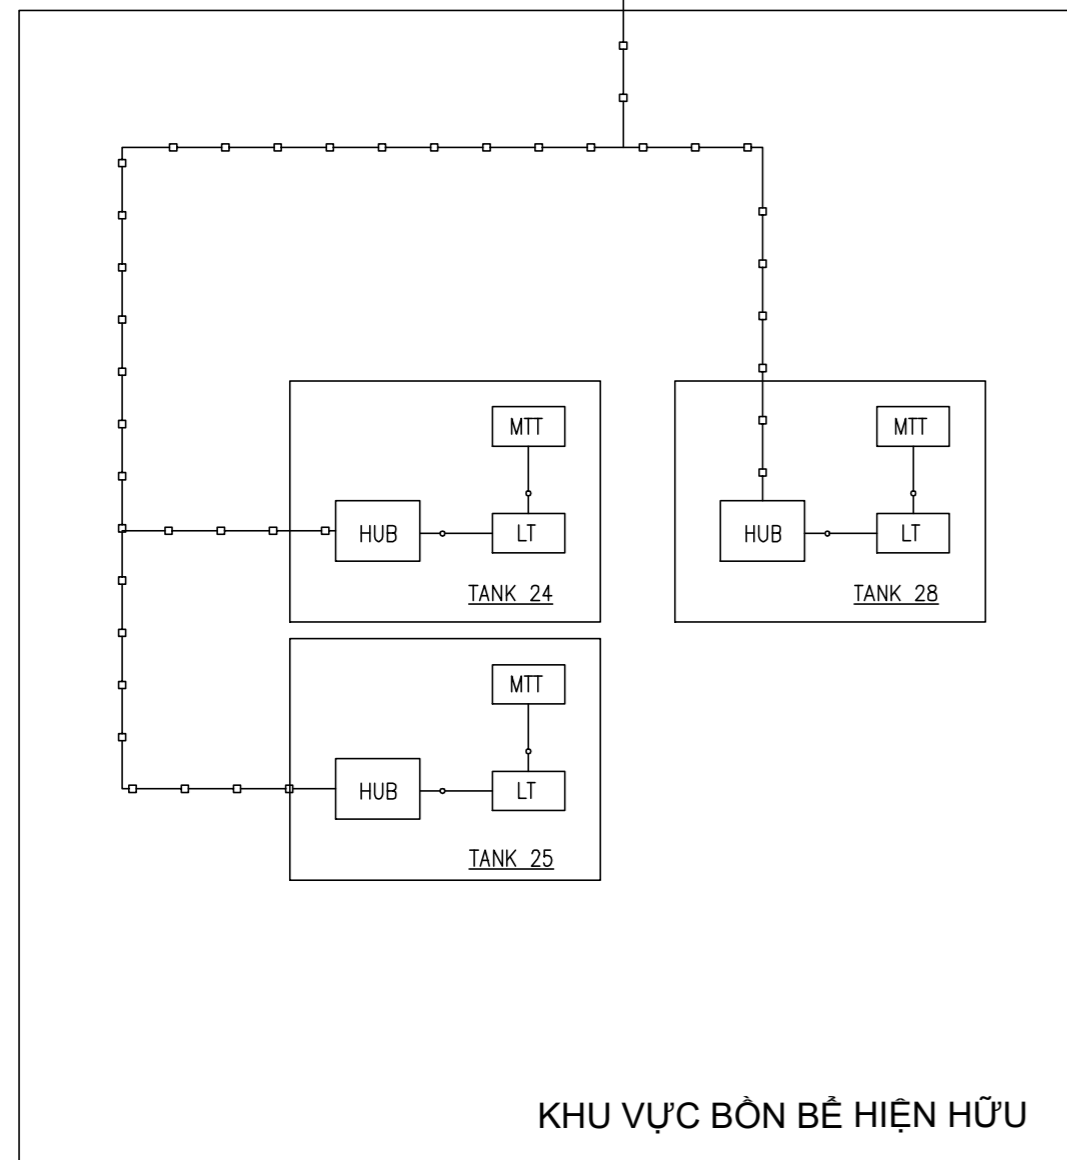 MTT
HUB
LT
TANK 24
MTT
HUB
LT
TANK 28
MTT
HUB
LT
TANK 25
KHU VỰC BỒN BỂ HIỆN HỮU